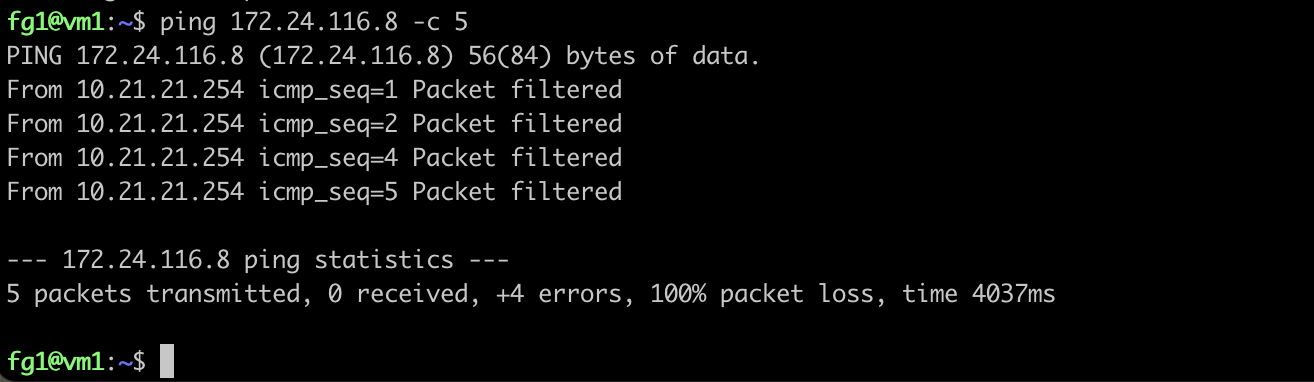 fg1@vm1:~$ ping 172.24.116.8 -c 5
PING 172.24.116.8 (172.24.116.8) 56(84) bytes of data.
From 10.21.21.254 icmp_seq=1 Packet filtered
From 10.21.21.254 icmp_seq=2 Packet filtered
From 10.21.21.254 icmp_seq=4 Packet filtered
From 10.21.21.254 icmp_seq=5 Packet filtered
--- 172.24.116.8 ping statistics ---
5 packets transmitted, 0 received, +4 errors, 100% packet loss, time 4037ms
fg1@vm1:~$